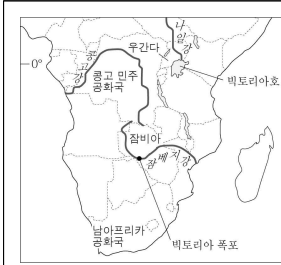 나일강
우간다
콩고강
0°
빅토리아호
콩고 민주
공화국
잠비아
잠베지강
남아프리카
공화국
빅토리아 폭포